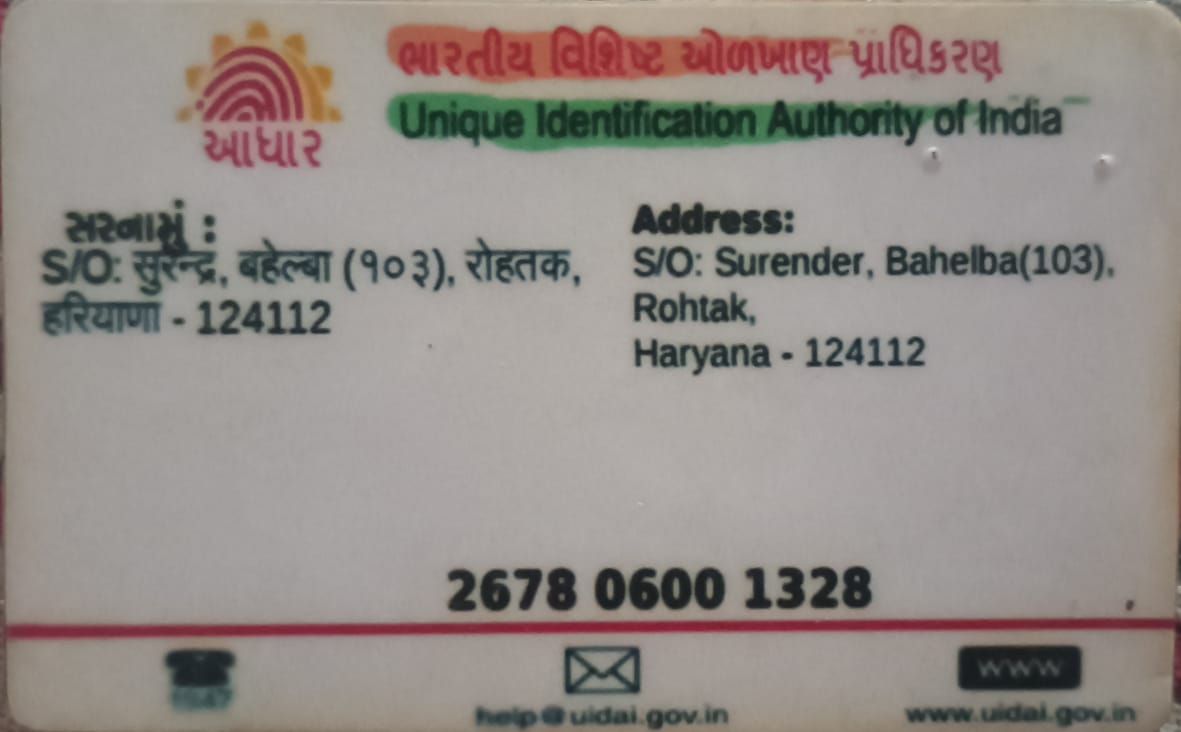 ભારતીય વિશિષ્ટ ઓળખાણ પ્રાધિકરણ
Unique Identification Authority of India
આધાર
સરનામું :
S/O: सुरेन्द्र, बहेल्बा (१०३), रोहतक,
हरियाणा - 124112
Address:
S/O: Surender, Bahelba(103),
Rohtak,
Haryana - 124112
2678 0600 1328
1947
help@uidai.gov.in
WWW
www.uidai.gov.in